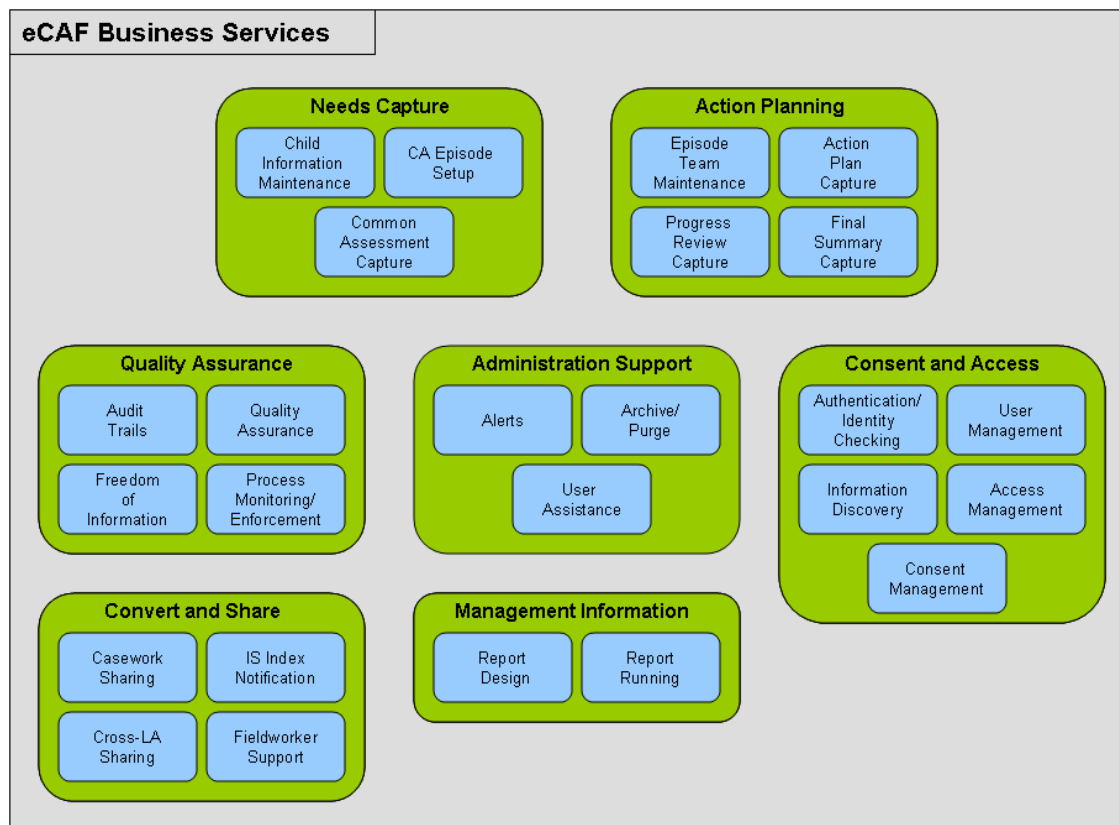 eCAF Business Services
Needs Capture
Child
Information
Maintenance
CA Episode
Setup
Common
Assessment
Capture
Action Planning
Episode
Team
Maintenance
Action
Plan
Capture
Progress
Review
Capture
Final
Summary
Capture
Quality Assurance
Audit
Trails
Quality
Assurance
Freedom
of
Information
Process
Monitoring/
Enforcement
Administration Support
Alerts
Archive/
Purge
User
Assistance
Consent and Access
Authentication/
Identity
Checking
User
Management
Information
Discovery
Access
Management
Consent
Management
Convert and Share
Casework
Sharing
IS Index
Notification
Cross-LA
Sharing
Fieldworker
Support
Management Information
Report
Design
Report
Running